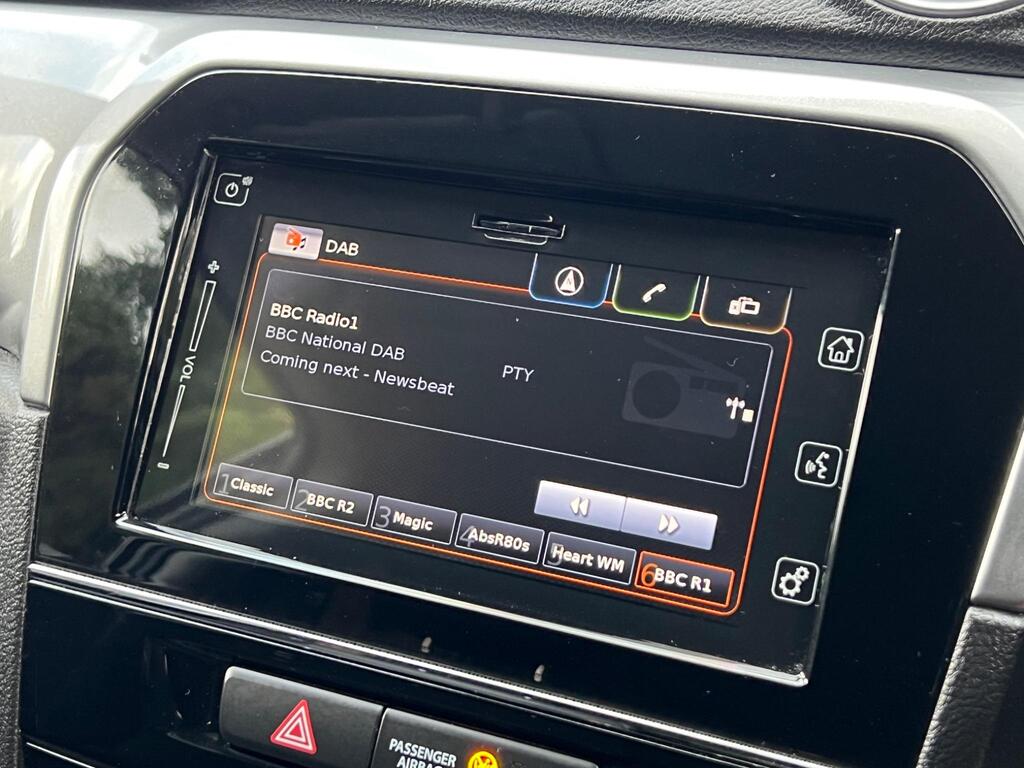 DAB
BBC Radio1
BBC National DAB
Coming next - Newsbeat
PTY
VOL
1 Classic
2 BBC R2
3 Magic
4 AbsR80s
5 Heart WM
6 BBC R1
PASSENGER
AIRBAG